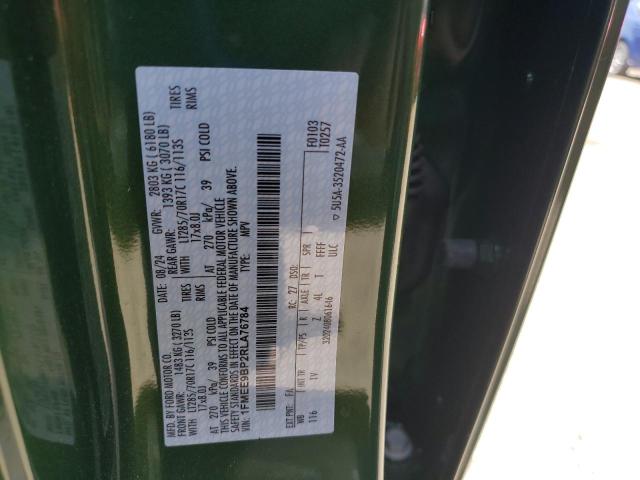 MFD. BY FORD MOTOR CO.
DATE: 08/24 GVWR: 2803 KG ( 6180 LB)
FRONT GAWR: 1483 KG ( 3270 LB) REAR GAWR: 1393 KG ( 3070 LB)
WITH LT285/70R17C 116/113S TIRES WITH LT285/70R17C 116/113S TIRES
17x8.0J RIMS 17x8.0J RIMS
AT 270 kPa/ 39 PSI COLD AT 270 kPa/ 39 PSI COLD
THIS VEHICLE CONFORMS TO ALL APPLICABLE FEDERAL MOTOR VEHICLE
SAFETY STANDARDS IN EFFECT ON THE DATE OF MANUFACTURE SHOWN ABOVE.
VIN: 1FMEE9BP2RLA76784 TYPE: MPV
F0103
T0257
EXT PNT: RC: 27 DSO:
WB INT TR TP/PS R AXLE TR SPR
116 1V Z 4L T FFFF
ULC
320240806I646
5U5A-3520472-AA